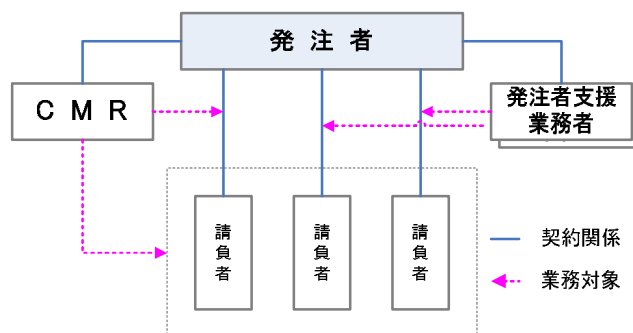 発 注 者
Ｃ Ｍ Ｒ
発注者支援
業務者
請負者
請負者
請負者
契約関係
業務対象